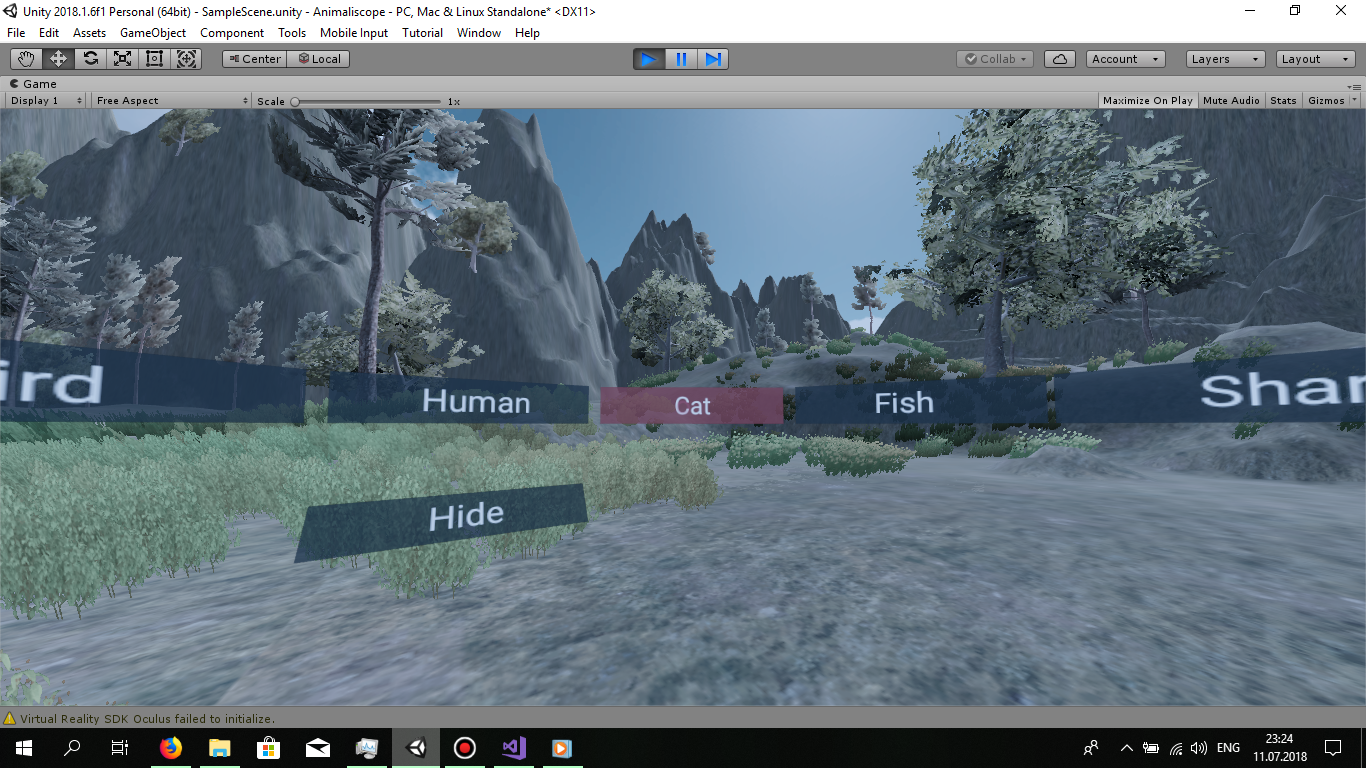 Unity 2018.1.6f1 Personal (64bit) - SampleScene.unity - Animaliscope - PC, Mac & Linux Standalone* <DX11>
File Edit Assets GameObject Component Tools Mobile Input Tutorial Window Help
Center Local Collab Account Layers Layout
Game
Display 1 Free Aspect Scale 1x Maximize On Play Mute Audio Stats Gizmos
ird Human Cat Fish Shar
Hide
Virtual Reality SDK Oculus failed to initialize.
ENG 23:24
11.07.2018